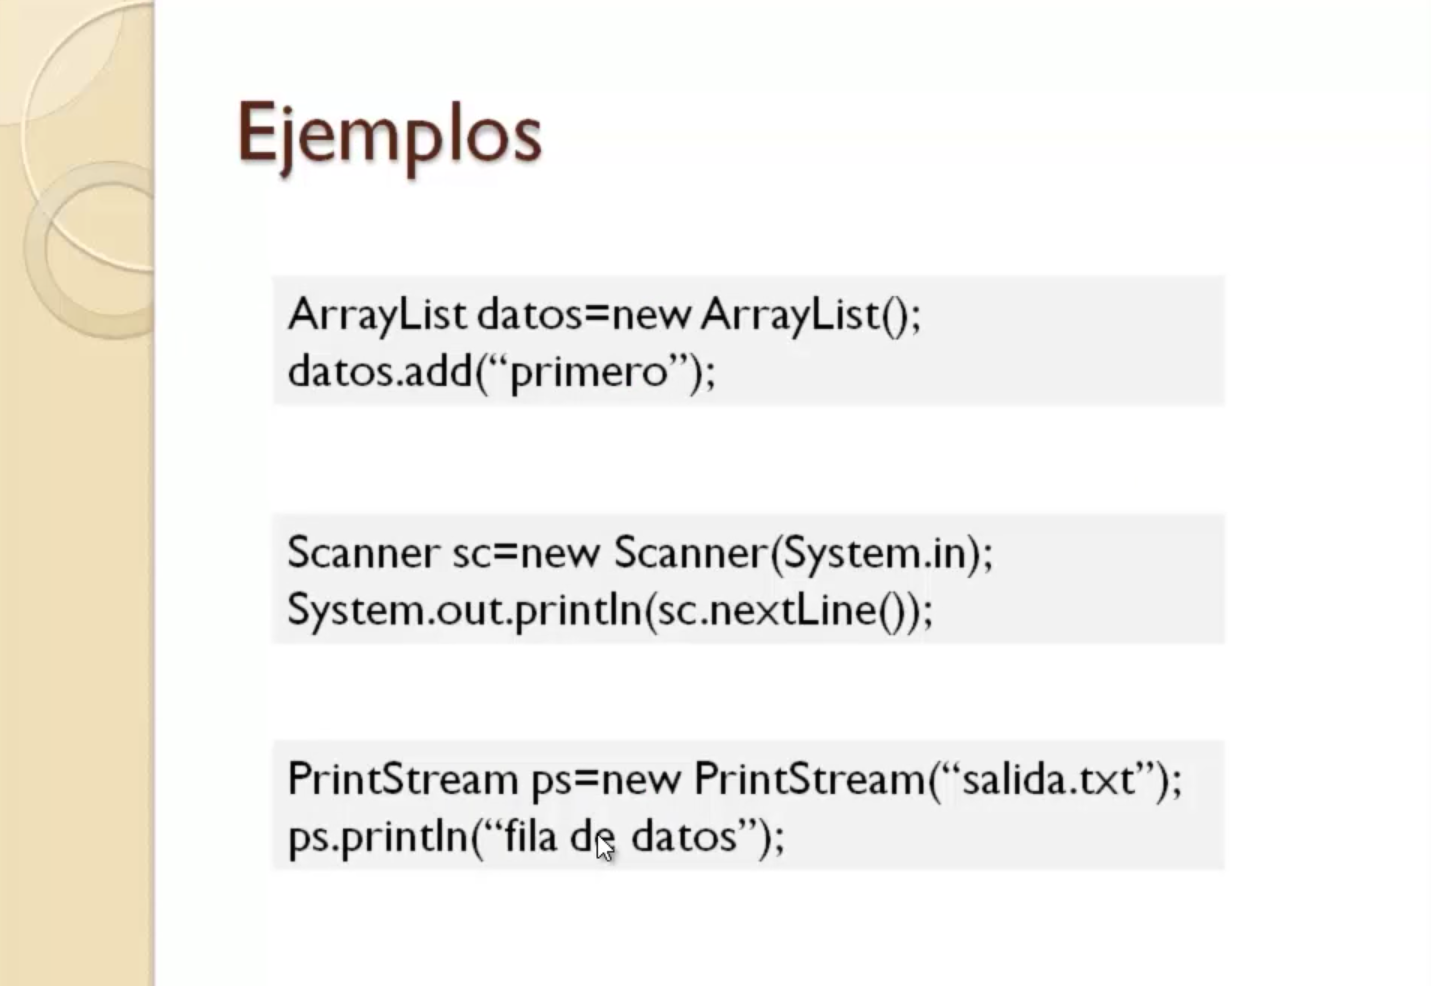 Ejemplos
ArrayList datos=new ArrayList();
datos.add(“primero”);
Scanner sc=new Scanner(System.in);
System.out.println(sc.nextLine());
PrintStream ps=new PrintStream(“salida.txt”);
ps.println(“fila de datos”);